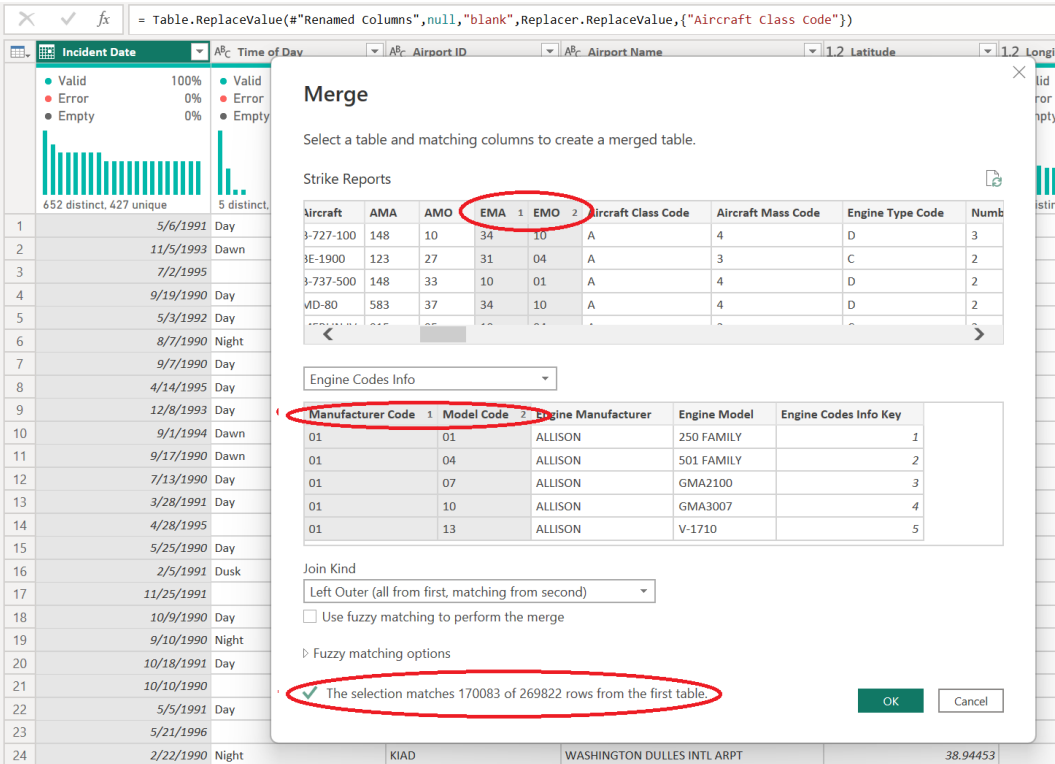 fx = Table.ReplaceValue(#"Renamed Columns",null,"blank",Replacer.ReplaceValue,{"Aircraft Class Code"})
Incident Date ABC Time of Day ABC Airport ID ABC Airport Name 1.2 Latitude 1.2 Longi
Valid 100% Valid
Error 0% Error
Empty 0% Empty
652 distinct, 427 unique 5 distinct,
1 5/6/1991 Day
2 11/5/1993 Dawn
3 7/2/1995
4 9/19/1990 Day
5 5/3/1992 Day
6 8/7/1990 Night
7 9/7/1990 Day
8 4/14/1995 Day
9 12/8/1993 Day
10 9/1/1994 Dawn
11 9/17/1990 Dawn
12 7/13/1990 Day
13 3/28/1991 Day
14 4/28/1995
15 5/25/1990 Day
16 2/5/1991 Dusk
17 11/25/1991
18 10/9/1990 Day
19 9/10/1990 Night
20 10/18/1991 Day
21 10/10/1990
22 5/5/1991 Day
23 5/21/1996
24 2/22/1990 Night KIAD WASHINGTON DULLES INTL ARPT 38.94453
Merge
Select a table and matching columns to create a merged table.
Strike Reports
Aircraft AMA AMO EMA 1 EMO 2 Aircraft Class Code Aircraft Mass Code Engine Type Code Numb
B-727-100 148 10 34 10 A 4 D 3
BE-1900 123 27 31 04 A 3 C 2
B-737-500 148 33 10 01 A 4 D 2
MD-80 583 37 34 10 A 4 D 2
Engine Codes Info
Manufacturer Code 1 Model Code 2 Engine Manufacturer Engine Model Engine Codes Info Key
01 01 ALLISON 250 FAMILY 1
01 04 ALLISON 501 FAMILY 2
01 07 ALLISON GMA2100 3
01 10 ALLISON GMA3007 4
01 13 ALLISON V-1710 5
Join Kind
Left Outer (all from first, matching from second)
Use fuzzy matching to perform the merge
Fuzzy matching options
The selection matches 170083 of 269822 rows from the first table.
OK Cancel